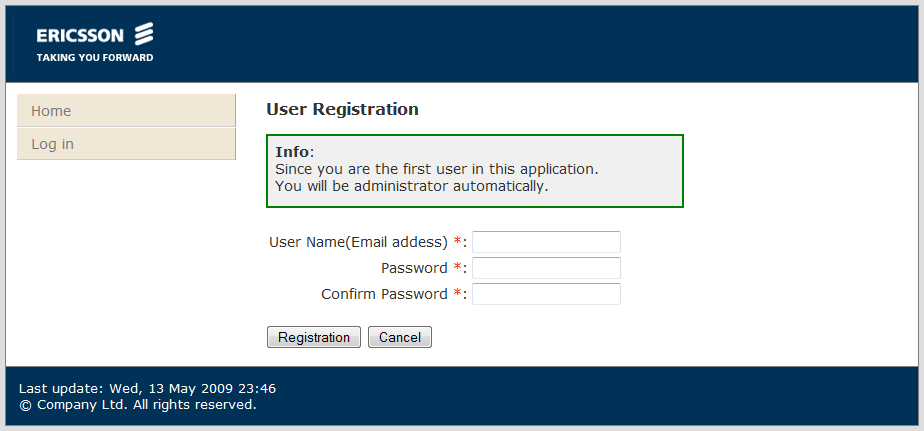 ERICSSON
TAKING YOU FORWARD
Home
Log in
User Registration
Info:
Since you are the first user in this application.
You will be administrator automatically.
User Name(Email addess) *:
Password *:
Confirm Password *:
Registration Cancel
Last update: Wed, 13 May 2009 23:46
© Company Ltd. All rights reserved.